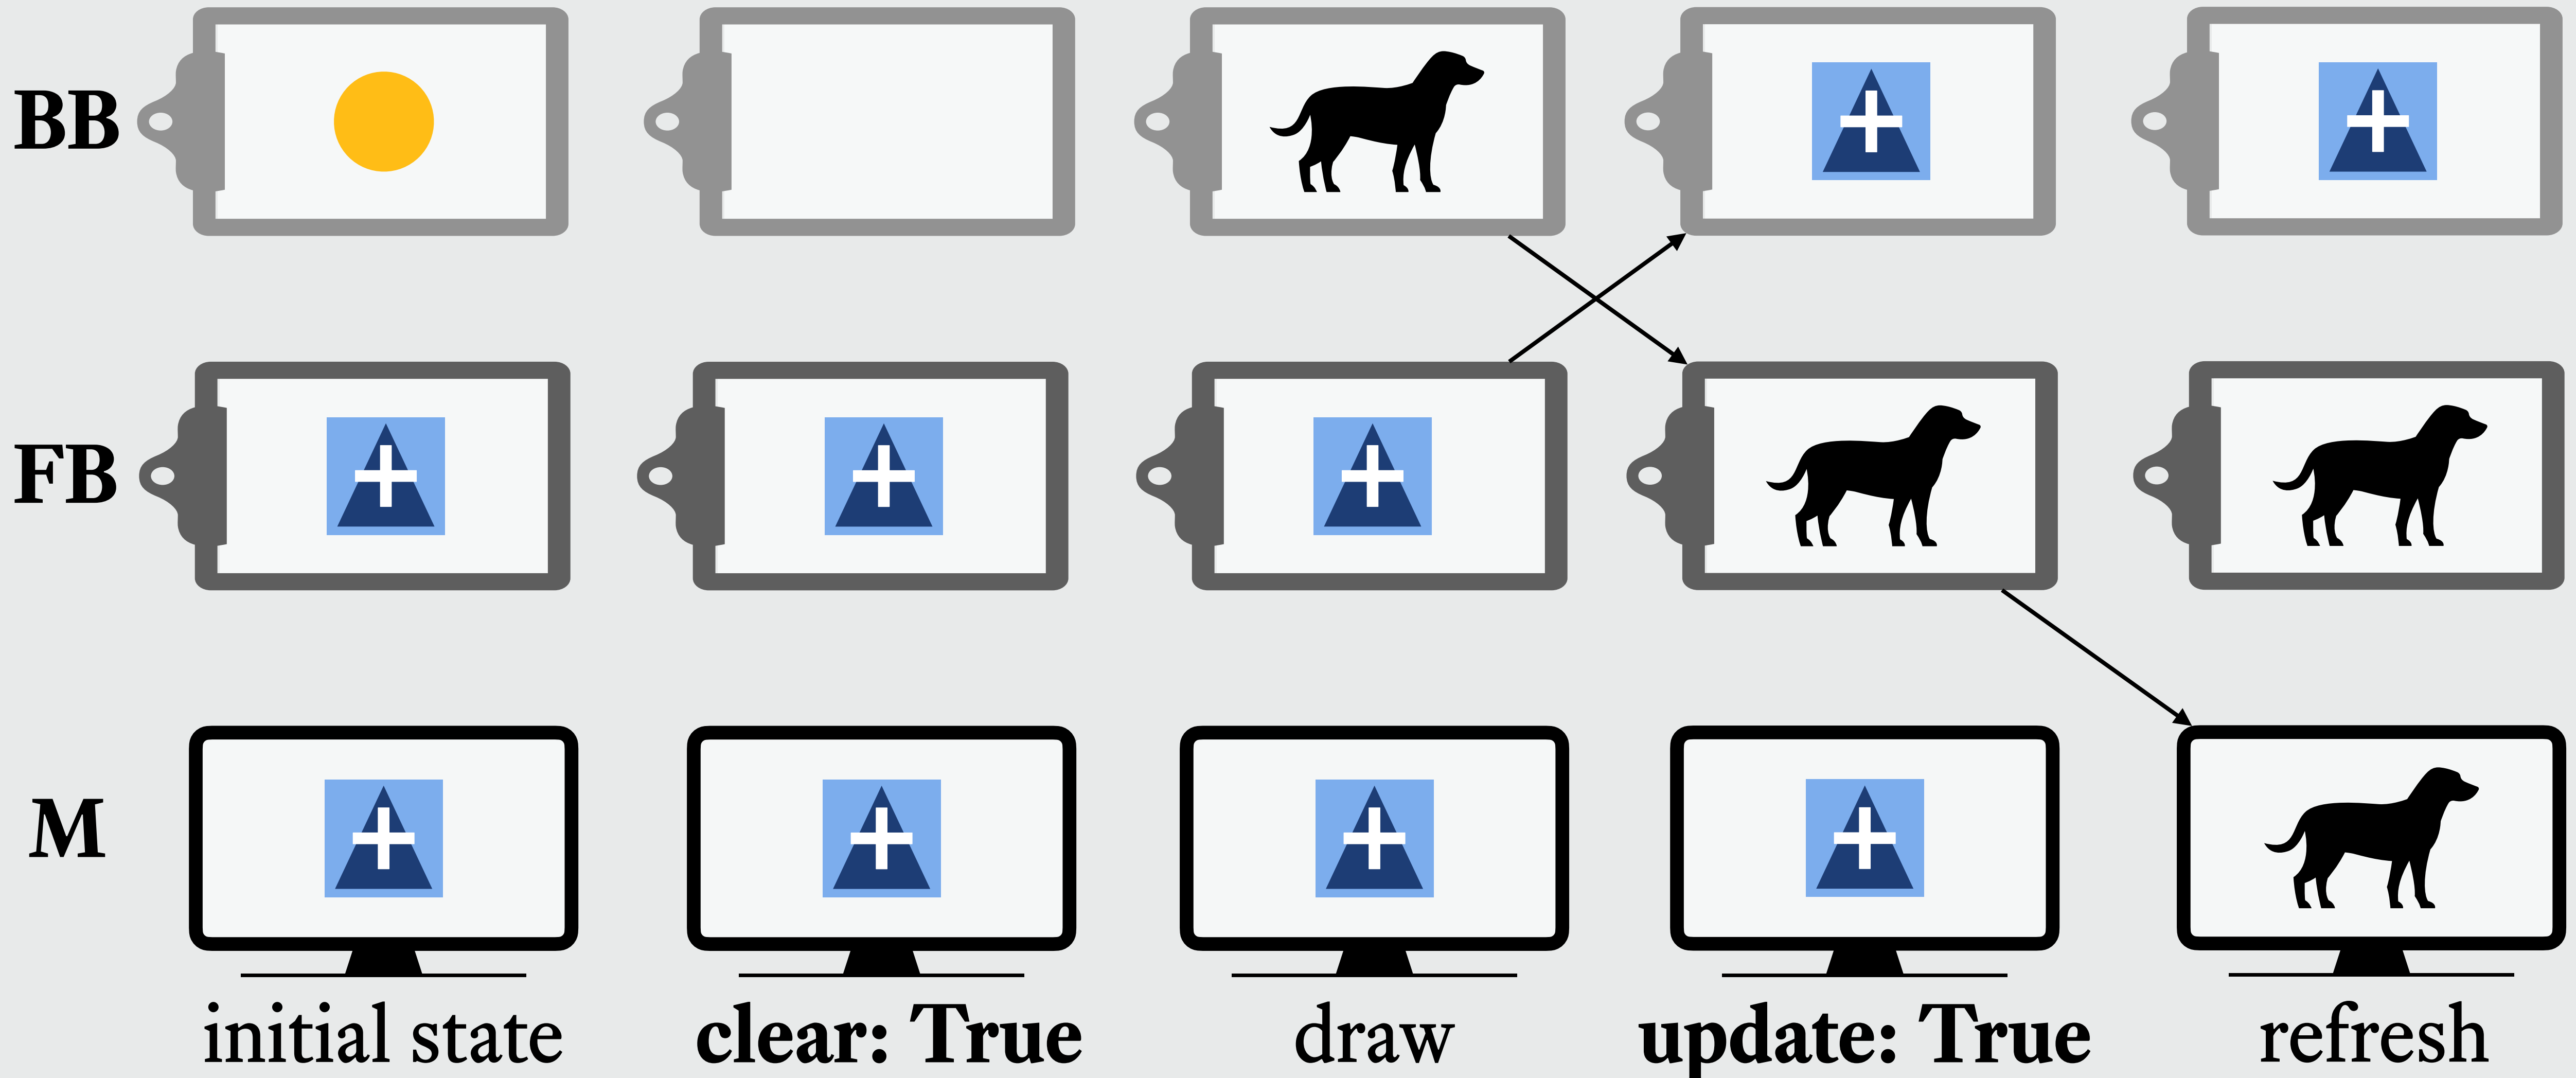 BB
FB
M
initial state
clear: True
draw
update: True
refresh